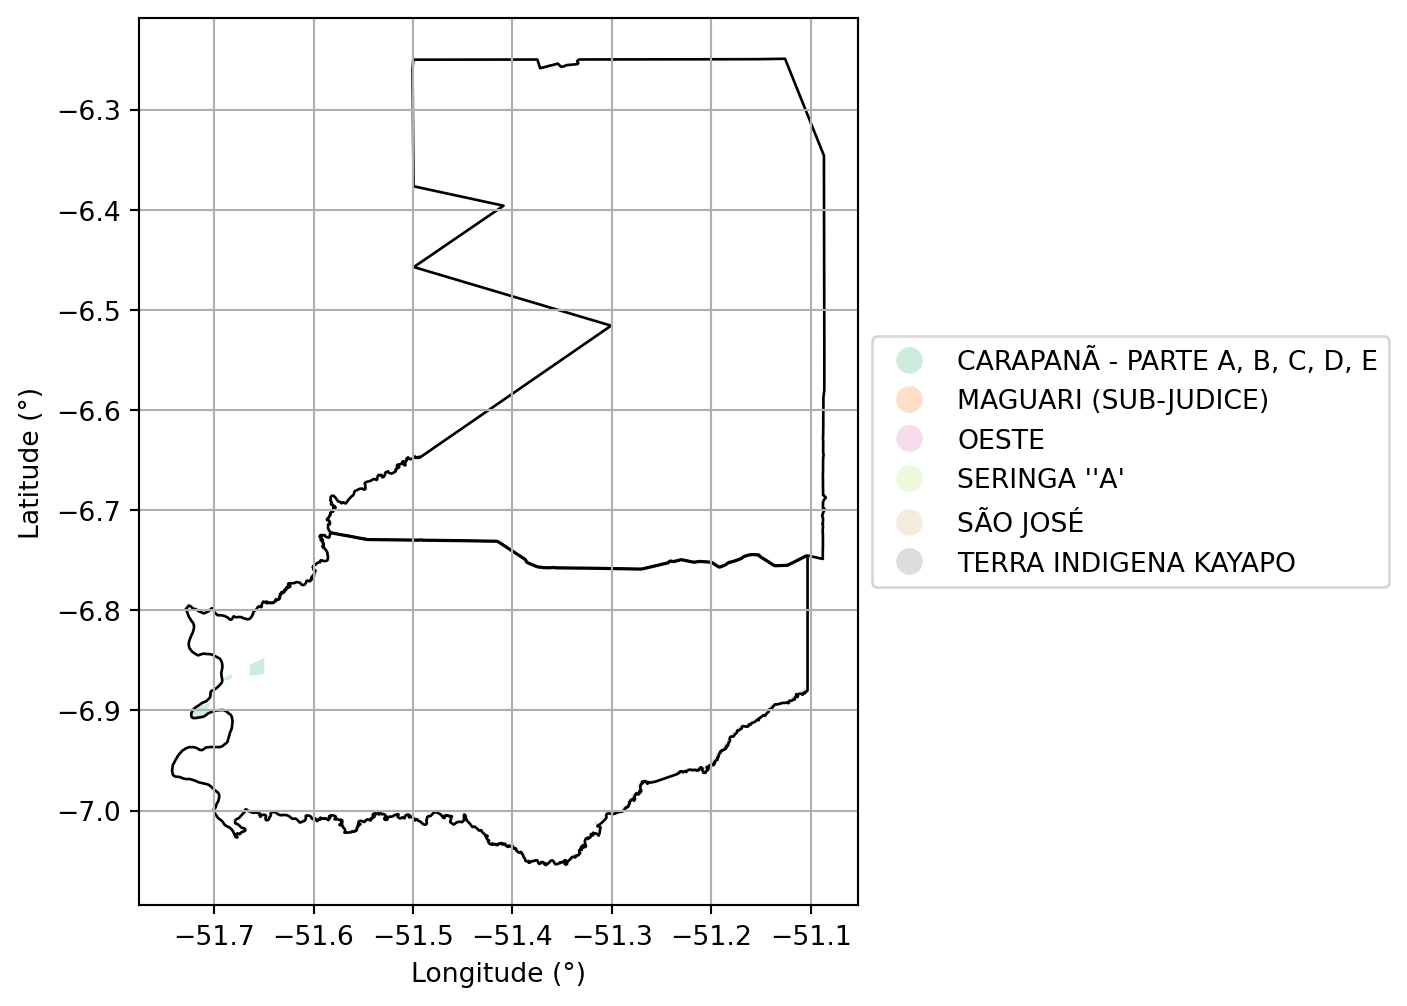 −6.3
−6.4
−6.5
−6.6
−6.7
−6.8
−6.9
−7.0
Latitude (°)
−51.7 −51.6 −51.5 −51.4 −51.3 −51.2 −51.1
Longitude (°)
CARAPANÃ - PARTE A, B, C, D, E
MAGUARI (SUB-JUDICE)
OESTE
SERINGA ''A'
SÃO JOSÉ
TERRA INDIGENA KAYAPO